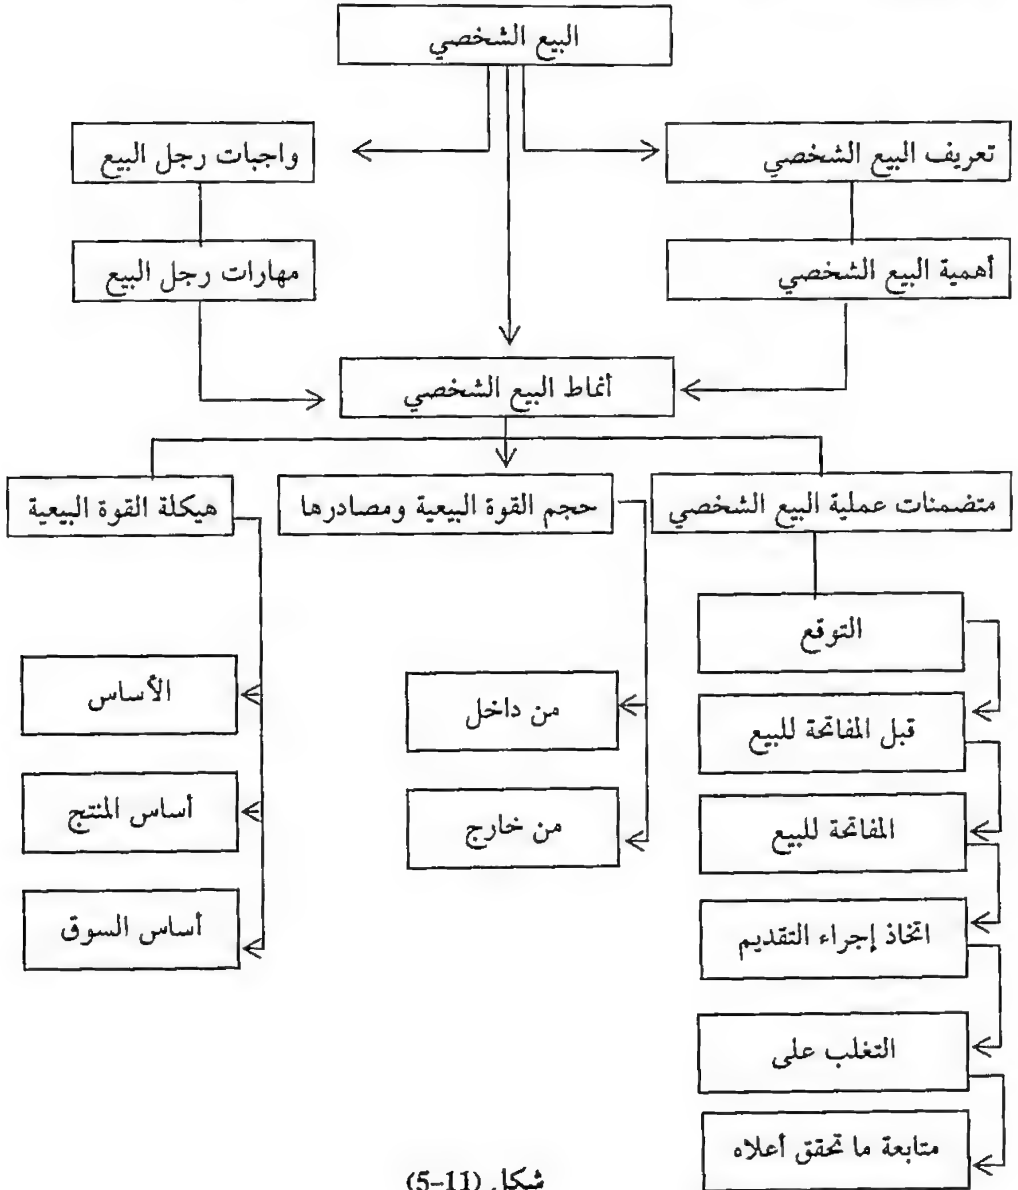 البيع الشخصي
تعريف البيع الشخصي
واجبات رجل البيع
أهمية البيع الشخصي
مهارات رجل البيع
أنماط البيع الشخصي
متضمنات عملية البيع الشخصي
حجم القوة البيعية ومصادرها
هيكلة القوة البيعية
التوقع
قبل المفاتحة للبيع
المفاتحة للبيع
اتخاذ إجراء التقديم
التغلب على
متابعة ما تحقق أعلاه
من داخل
من خارج
الأساس
أساس المنتج
أساس السوق
شكل (11-5)